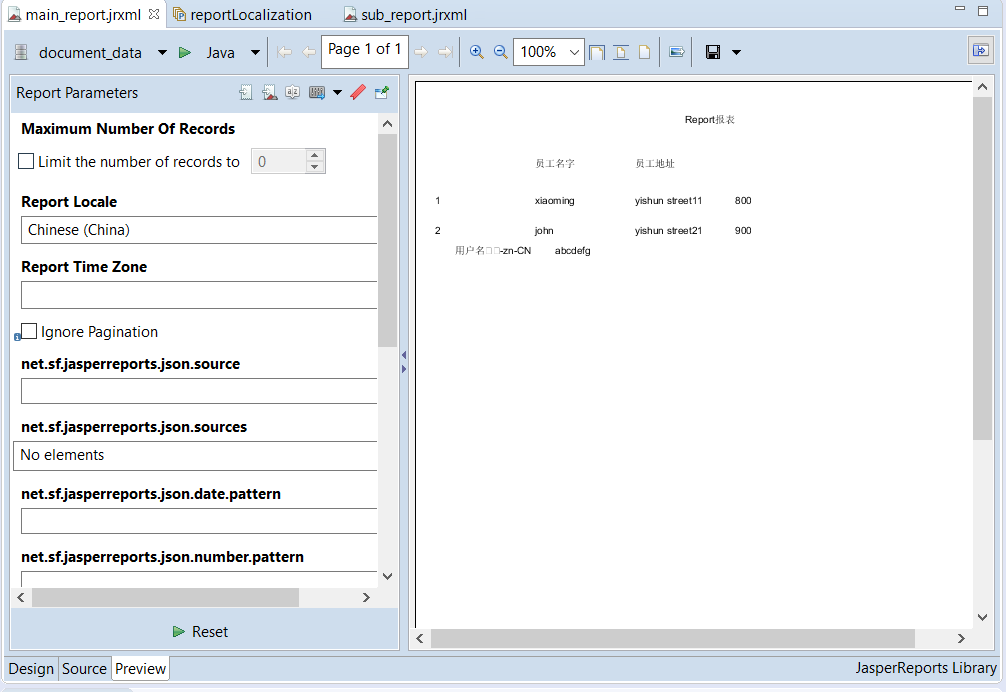 main_report.jrxml reportLocalization sub_report.jrxml
document_data Java Page 1 of 1 100%
Report Parameters
Maximum Number Of Records
Limit the number of records to 0
Report Locale
Chinese (China)
Report Time Zone
Ignore Pagination
net.sf.jasperreports.json.source
net.sf.jasperreports.json.sources
No elements
net.sf.jasperreports.json.date.pattern
net.sf.jasperreports.json.number.pattern
Reset
Report报表
员工名字 员工地址
1 xiaoming yishun street11 800
2 john yishun street21 900
用户名□□-zn-CN abcdefg
Design Source Preview JasperReports Library